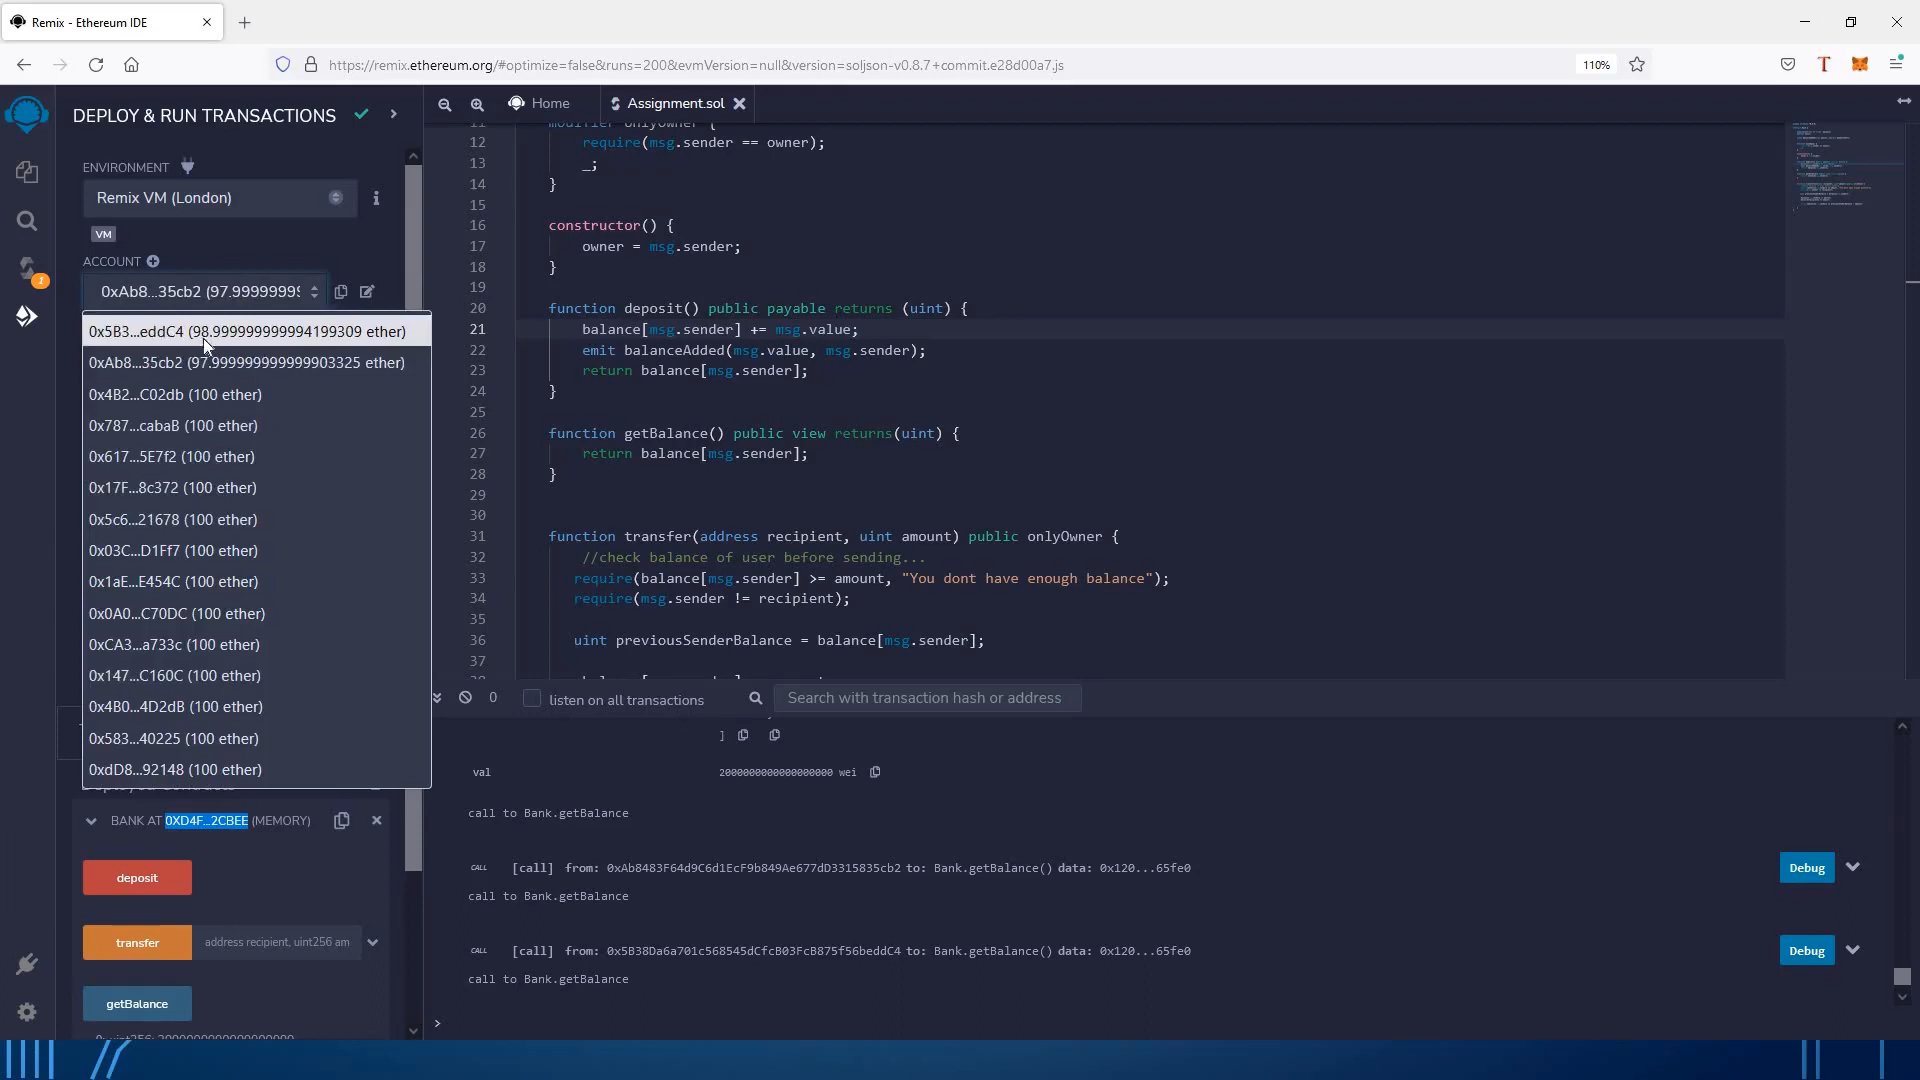 Remix - Ethereum IDE
https://remix.ethereum.org/#optimize=false&runs=200&evmVersion=null&version=soljson-v0.8.7+commit.e28d00a7.js
110%
DEPLOY & RUN TRANSACTIONS
ENVIRONMENT
Remix VM (London)
VM
ACCOUNT
0xAb8...35cb2 (97.9999999
0x5B3...eddC4 (98.999999999994199309 ether)
0xAb8...35cb2 (97.999999999999903325 ether)
0x4B2...C02db (100 ether)
0x787...cabaB (100 ether)
0x617...5E7f2 (100 ether)
0x17F...8c372 (100 ether)
0x5c6...21678 (100 ether)
0x03C...D1Ff7 (100 ether)
0x1aE...E454C (100 ether)
0x0A0...C70DC (100 ether)
0xCA3...a733c (100 ether)
0x147...C160C (100 ether)
0x4B0...4D2dB (100 ether)
0x583...40225 (100 ether)
0xdD8...92148 (100 ether)
1
BANK AT 0XD4F...2CBEE (MEMORY)
deposit
transfer
address recipient, uint256 am
getBalance
Home
Assignment.sol
11 modifier onlyOwner {
12 require(msg.sender == owner);
13 _;
14 }
15
16 constructor() {
17 owner = msg.sender;
18 }
19
20 function deposit() public payable returns (uint) {
21 balance[msg.sender] += msg.value;
22 emit balanceAdded(msg.value, msg.sender);
23 return balance[msg.sender];
24 }
25
26 function getBalance() public view returns(uint) {
27 return balance[msg.sender];
28 }
29
30
31 function transfer(address recipient, uint amount) public onlyOwner {
32 //check balance of user before sending...
33 require(balance[msg.sender] >= amount, "You dont have enough balance");
34 require(msg.sender != recipient);
35
36 uint previousSenderBalance = balance[msg.sender];
37
0
listen on all transactions
Search with transaction hash or address
]
val 2000000000000000000 wei
call to Bank.getBalance
CALL [call] from: 0xAb8483F64d9C6d1EcF9b849Ae677dD3315835cb2 to: Bank.getBalance() data: 0x120...65fe0
Debug
call to Bank.getBalance
CALL [call] from: 0x5B38Da6a701c568545dCfcB03FcB875f56beddC4 to: Bank.getBalance() data: 0x120...65fe0
Debug
call to Bank.getBalance
>